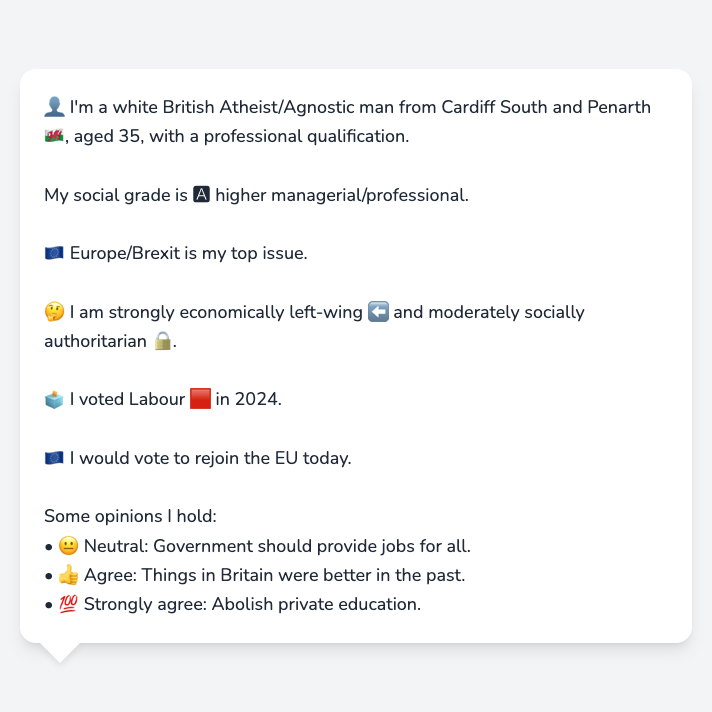 👤 I'm a white British Atheist/Agnostic man from Cardiff South and Penarth
🏴󠁧󠁢󠁷󠁬󠁳󠁿, aged 35, with a professional qualification.
My social grade is 🅰 higher managerial/professional.
🇪🇺 Europe/Brexit is my top issue.
🤔 I am strongly economically left-wing ⬅️ and moderately socially
authoritarian 🔒.
🗳️ I voted Labour 🟥 in 2024.
🇪🇺 I would vote to rejoin the EU today.
Some opinions I hold:
• 😐 Neutral: Government should provide jobs for all.
• 👍 Agree: Things in Britain were better in the past.
• 💯 Strongly agree: Abolish private education.